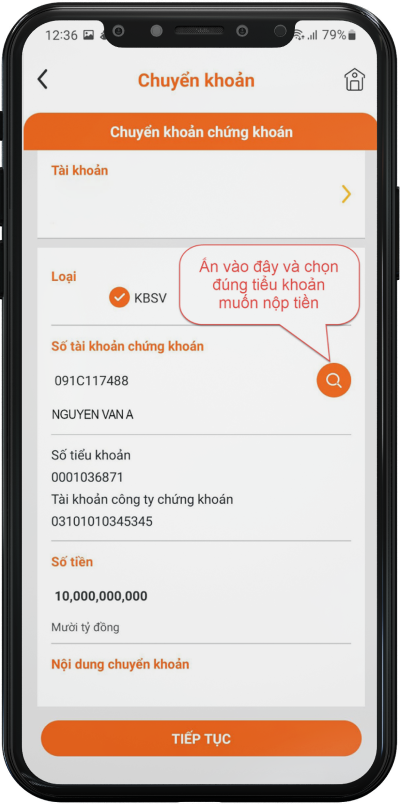 12:36
79%
Chuyển khoản
Chuyển khoản chứng khoán
Tài khoản
Loại
KBSV
Ấn vào đây và chọn
đúng tiểu khoản
muốn nộp tiền
Số tài khoản chứng khoán
091C117488
NGUYEN VAN A
Số tiểu khoản
0001036871
Tài khoản công ty chứng khoán
03101010345345
Số tiền
10,000,000,000
Mười tỷ đồng
Nội dung chuyển khoản
TIẾP TỤC